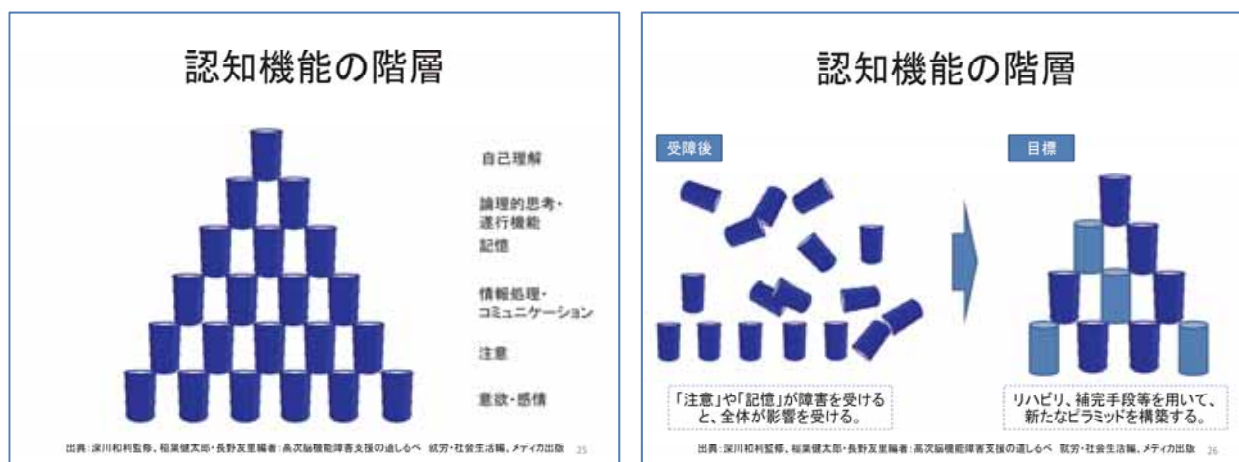 認知機能の階層
自己理解
論理的思考・
遂行機能
記憶
情報処理・
コミュニケーション
注意
意欲・感情
出典：深川和利監修, 稲葉健太郎・長野友里編者：高次脳機能障害支援の道しるべ 就労・社会生活編, メディカ出版 25
認知機能の階層
受障後
目標
「注意」や「記憶」が障害を受ける
と、全体が影響を受ける。
リハビリ、補完手段等を用いて、
新たなピラミッドを構築する。
出典：深川和利監修, 稲葉健太郎・長野友里編者：高次脳機能障害支援の道しるべ 就労・社会生活編, メディカ出版 26